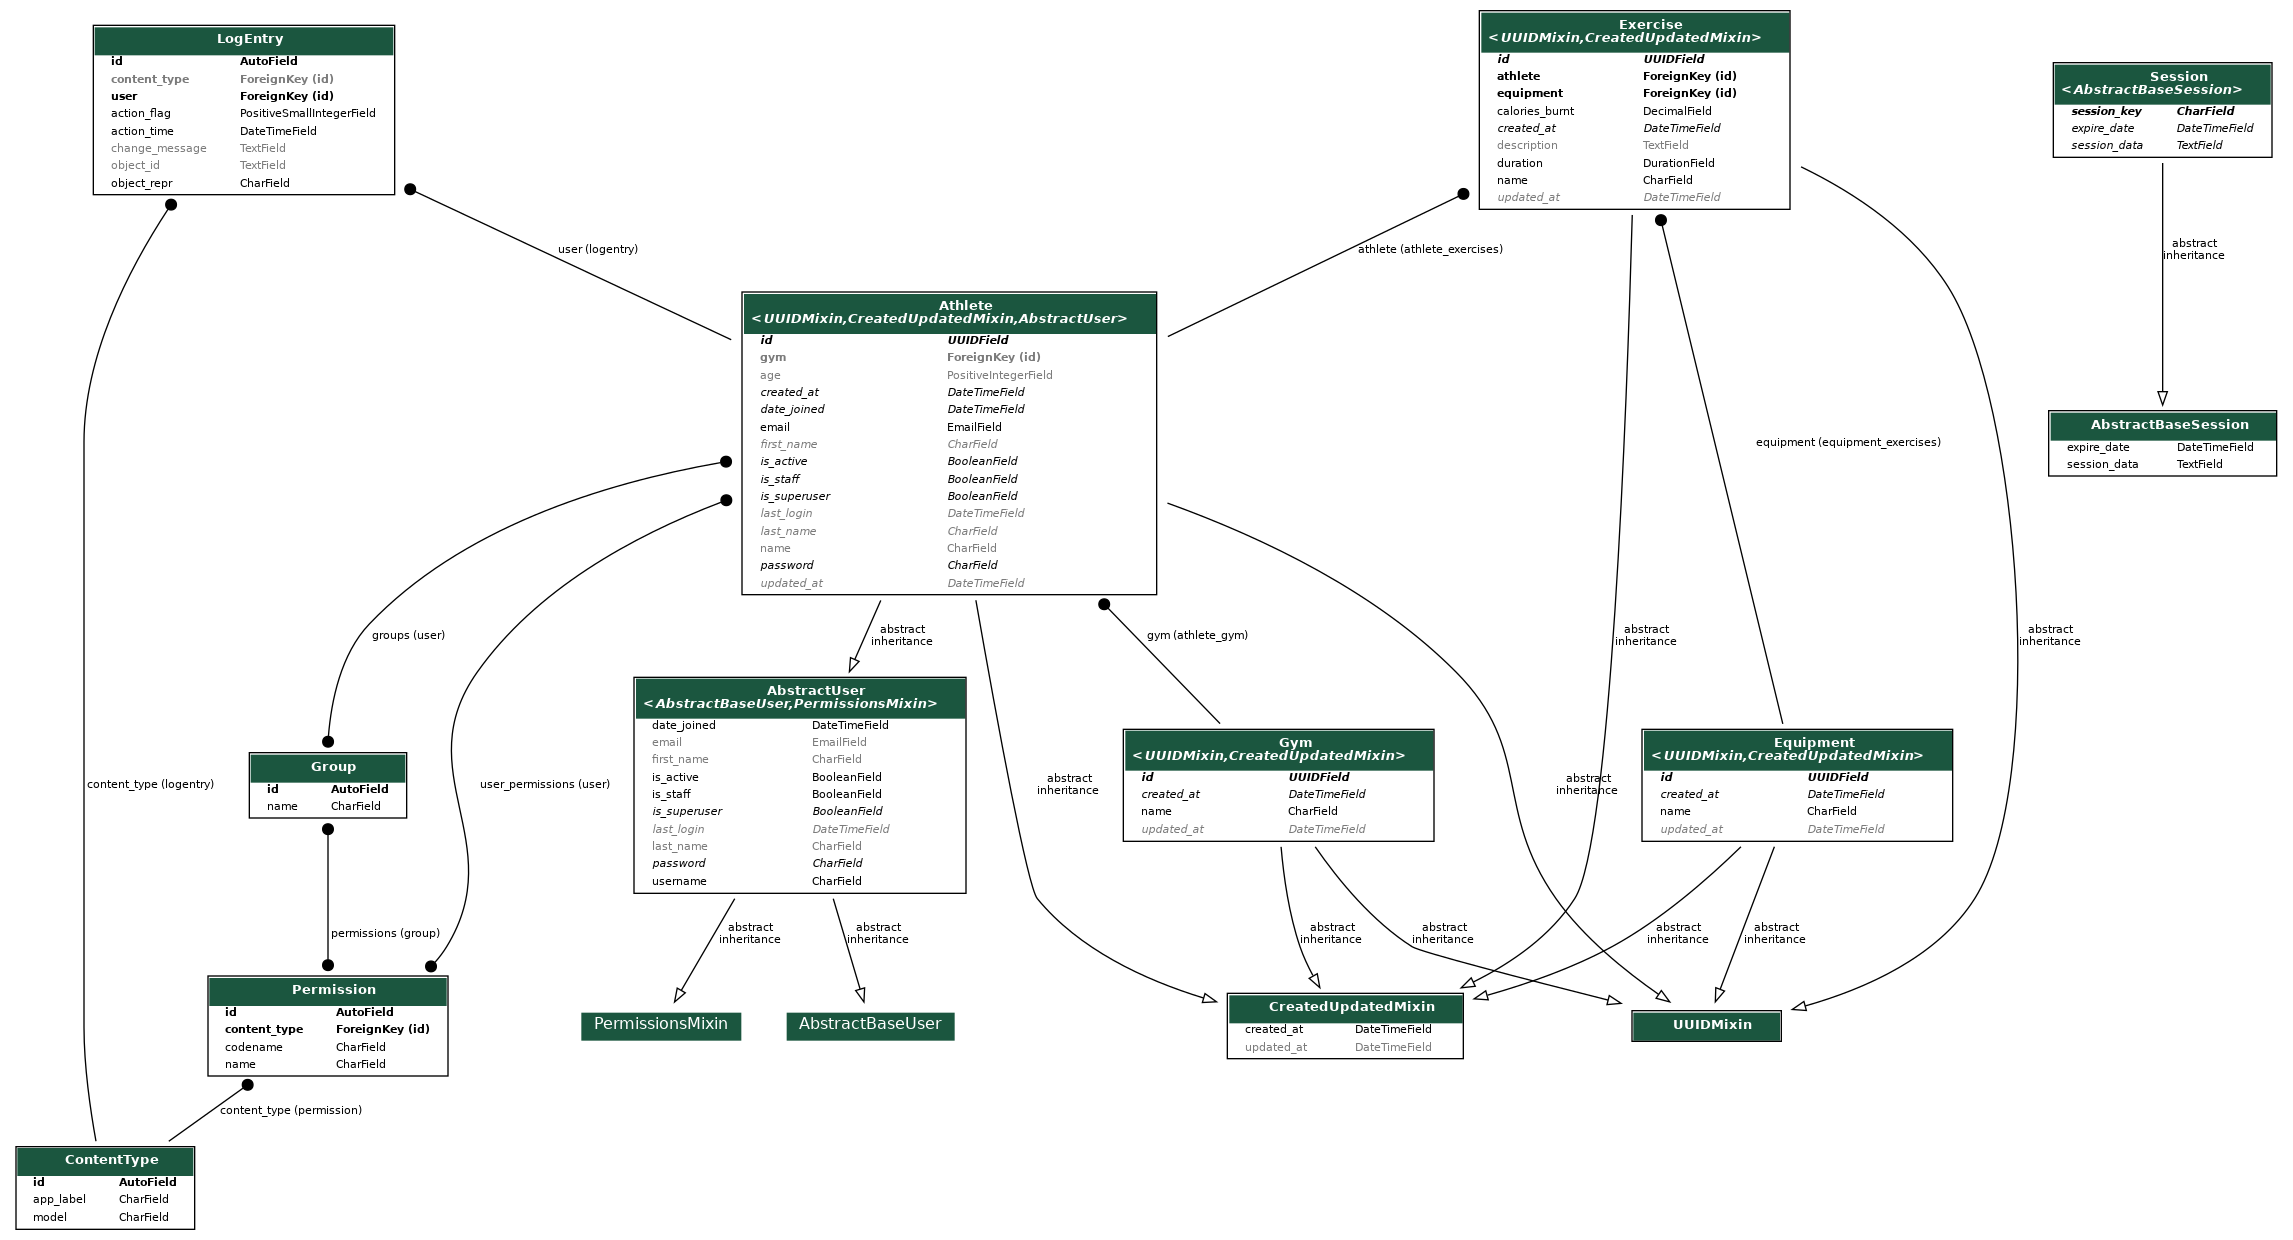 LogEntry
id AutoField
content_type ForeignKey (id)
user ForeignKey (id)
action_flag PositiveSmallIntegerField
action_time DateTimeField
change_message TextField
object_id TextField
object_repr CharField
Exercise
<UUIDMixin,CreatedUpdatedMixin>
id UUIDField
athlete ForeignKey (id)
equipment ForeignKey (id)
calories_burnt DecimalField
created_at DateTimeField
description TextField
duration DurationField
name CharField
updated_at DateTimeField
Session
<AbstractBaseSession>
session_key CharField
expire_date DateTimeField
session_data TextField
user (logentry)
athlete (athlete_exercises)
abstract
inheritance
Athlete
<UUIDMixin,CreatedUpdatedMixin,AbstractUser>
id UUIDField
gym ForeignKey (id)
age PositiveIntegerField
created_at DateTimeField
date_joined DateTimeField
email EmailField
first_name CharField
is_active BooleanField
is_staff BooleanField
is_superuser BooleanField
last_login DateTimeField
last_name CharField
name CharField
password CharField
updated_at DateTimeField
equipment (equipment_exercises)
AbstractBaseSession
expire_date DateTimeField
session_data TextField
groups (user)
abstract
inheritance
gym (athlete_gym)
abstract
inheritance
abstract
inheritance
AbstractUser
<AbstractBaseUser,PermissionsMixin>
date_joined DateTimeField
email EmailField
first_name CharField
is_active BooleanField
is_staff BooleanField
is_superuser BooleanField
last_login DateTimeField
last_name CharField
password CharField
username CharField
Gym
<UUIDMixin,CreatedUpdatedMixin>
id UUIDField
created_at DateTimeField
name CharField
updated_at DateTimeField
Equipment
<UUIDMixin,CreatedUpdatedMixin>
id UUIDField
created_at DateTimeField
name CharField
updated_at DateTimeField
Group
id AutoField
name CharField
content_type (logentry)
user_permissions (user)
abstract
inheritance
abstract
inheritance
permissions (group)
abstract
inheritance
abstract
inheritance
abstract
inheritance
abstract
inheritance
abstract
inheritance
abstract
inheritance
Permission
id AutoField
content_type ForeignKey (id)
codename CharField
name CharField
PermissionsMixin
AbstractBaseUser
CreatedUpdatedMixin
created_at DateTimeField
updated_at DateTimeField
UUIDMixin
content_type (permission)
ContentType
id AutoField
app_label CharField
model CharField